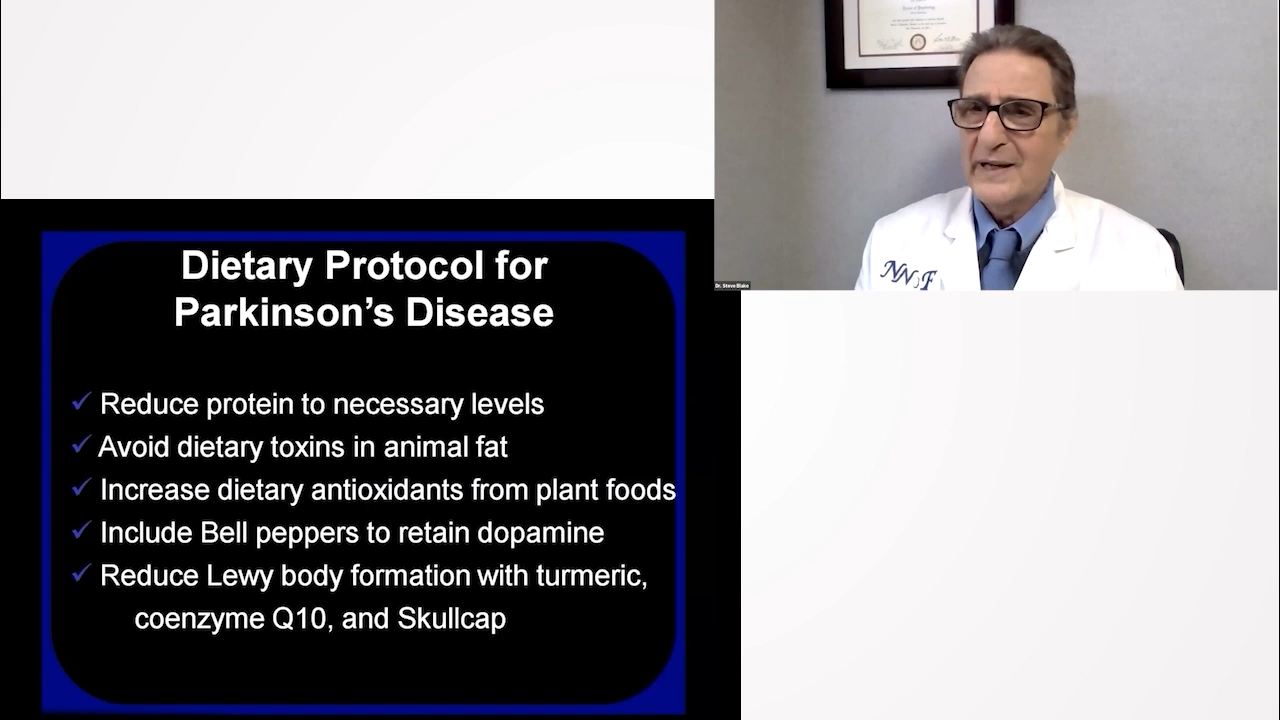 Dietary Protocol for
Parkinson's Disease
✓ Reduce protein to necessary levels
✓ Avoid dietary toxins in animal fat
✓ Increase dietary antioxidants from plant foods
✓ Include Bell peppers to retain dopamine
✓ Reduce Lewy body formation with turmeric,
coenzyme Q10, and Skullcap
Dr. Steve Blake